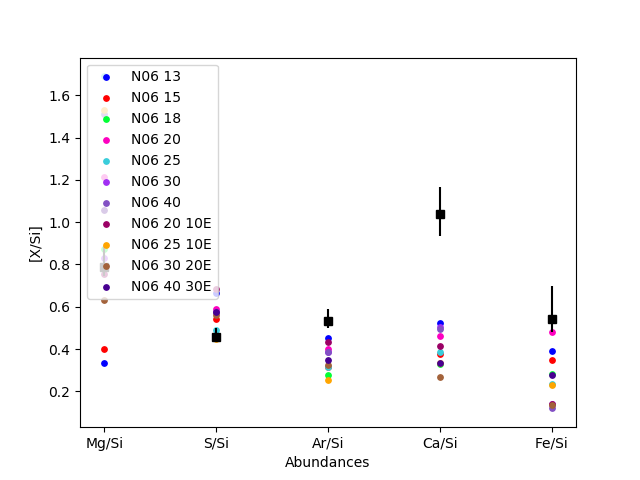 1.6
1.4
1.2
1.0
0.8
0.6
0.4
0.2
[X/Si]
N06 13
N06 15
N06 18
N06 20
N06 25
N06 30
N06 40
N06 20 10E
N06 25 10E
N06 30 20E
N06 40 30E
Mg/Si S/Si Ar/Si Ca/Si Fe/Si
Abundances